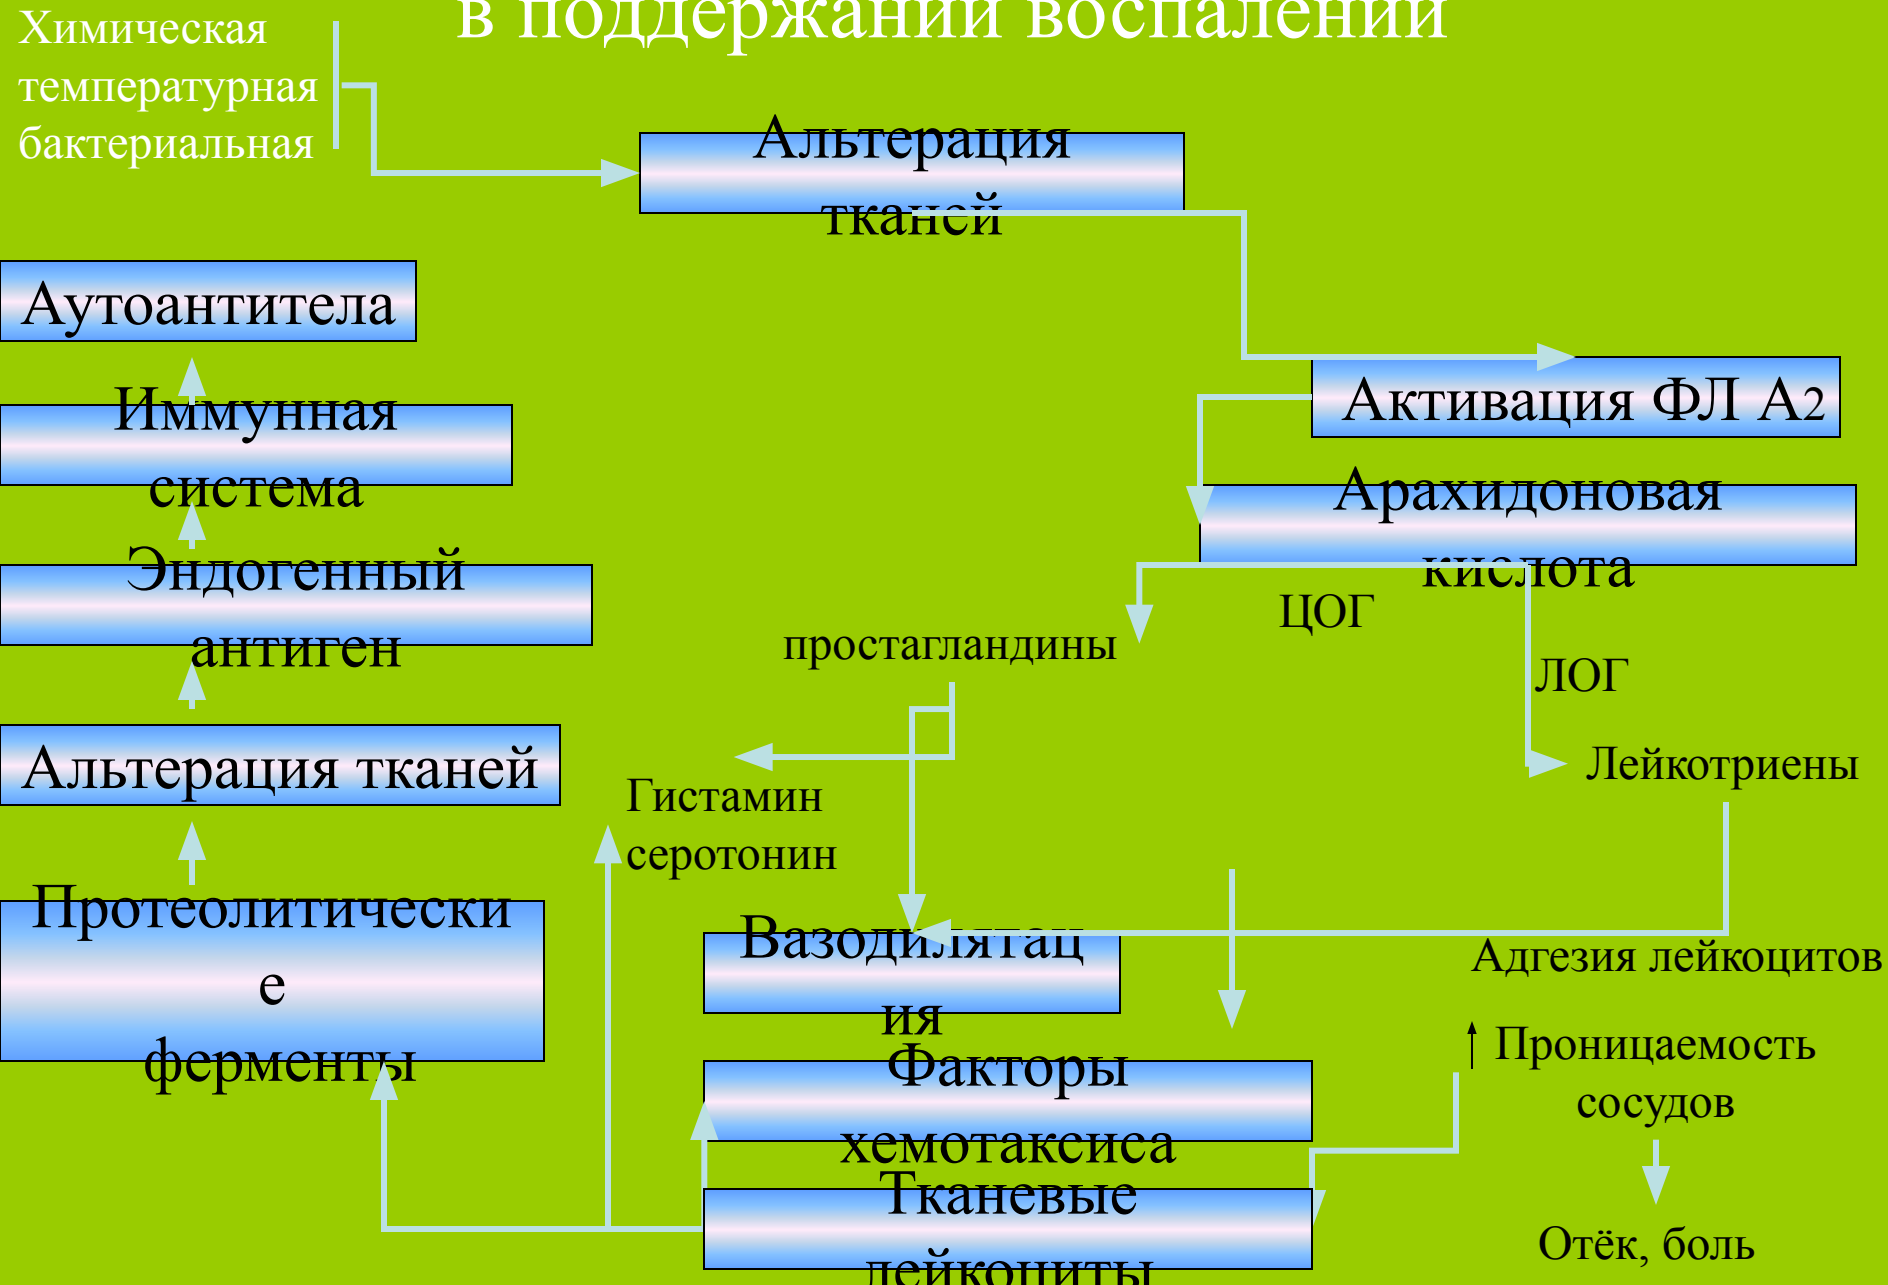 в поддержании воспалений
Химическая
температурная
бактериальная
Альтерация
тканей
Аутоантитела
Иммунная
система
Эндогенный
антиген
Альтерация тканей
Протеолитически
е
ферменты
Активация ФЛ А2
Арахидоновая
кислота
ЦОГ
ЛОГ
простагландины
Лейкотриены
Гистамин
серотонин
Вазодилятац
ия
Адгезия лейкоцитов
Проницаемость
сосудов
Факторы
хемотаксиса
Тканевые
лейкоциты
Отёк, боль